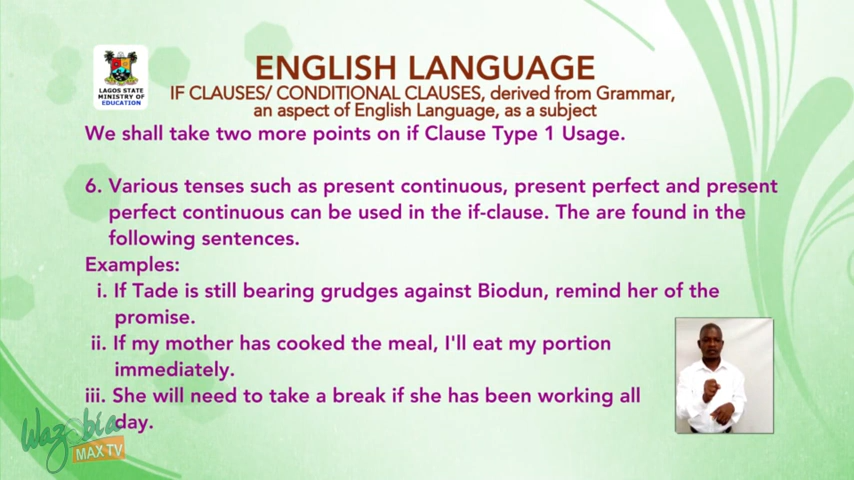 ENGLISH LANGUAGE
LAGOS STATE
MINISTRY OF
EDUCATION
IF CLAUSES/ CONDITIONAL CLAUSES, derived from Grammar,
an aspect of English Language, as a subject
We shall take two more points on if Clause Type 1 Usage.
6. Various tenses such as present continuous, present perfect and present
perfect continuous can be used in the if-clause. The are found in the
following sentences.
Examples:
i. If Tade is still bearing grudges against Biodun, remind her of the
promise.
ii. If my mother has cooked the meal, I'll eat my portion
immediately.
iii. She will need to take a break if she has been working all
day.
Wazobia
MAX TV